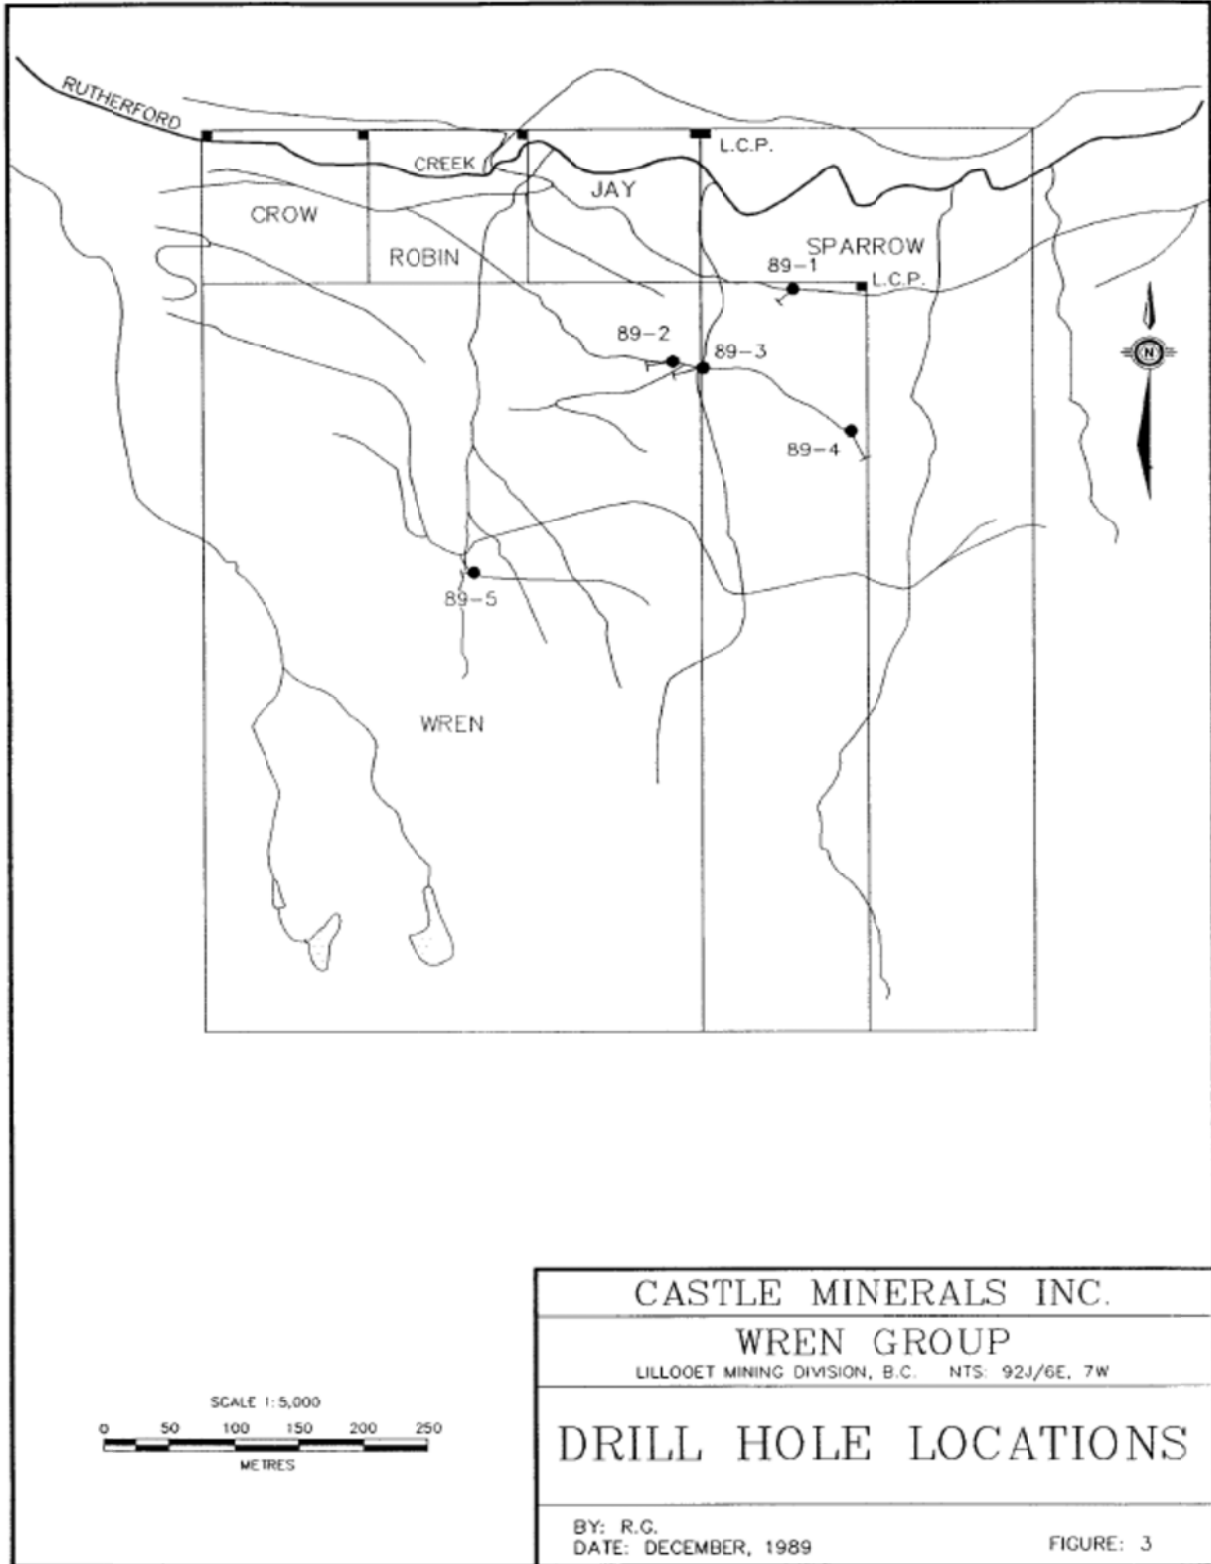 RUTHERFORD
CREEK
L.C.P.
JAY
CROW
SPARROW
ROBIN
89-1
L.C.P.
89-2
89-3
N
89-4
89-5
WREN
CASTLE MINERALS INC.
WREN GROUP
LILLOOET MINING DIVISION, B.C. NTS: 92J/6E, 7W
SCALE 1:5,000
0 50 100 150 200 250
METRES
DRILL HOLE LOCATIONS
BY: R.G.
DATE: DECEMBER, 1989
FIGURE: 3